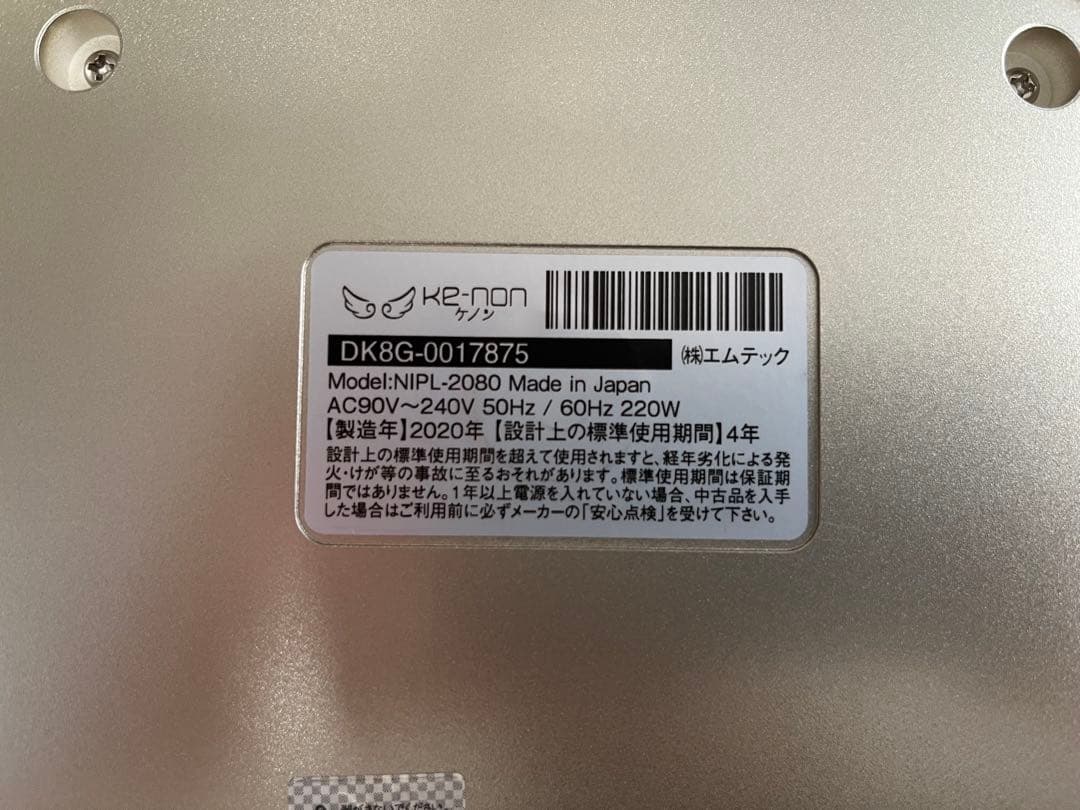 Ke-non
ケノン
DK8G-0017875
㈱エムテック
Model:NIPL-2080 Made in Japan
AC90V～240V 50Hz / 60Hz 220W
【製造年】2020年【設計上の標準使用期間】4年
設計上の標準使用期間を超えて使用されますと、経年劣化による発
火・けが等の事故に至るおそれがあります。標準使用期間は保証期
間ではありません。1年以上電源を入れていない場合、中古品を入手
した場合はご利用前に必ずメーカーの「安心点検」を受けて下さい。